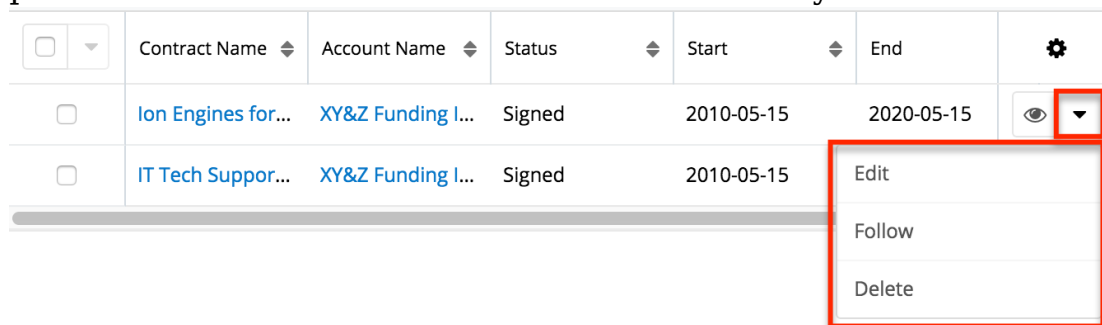 Contract Name Account Name Status Start End
Ion Engines for... XY&Z Funding I... Signed 2010-05-15 2020-05-15
IT Tech Suppor... XY&Z Funding I... Signed 2010-05-15
Edit
Follow
Delete